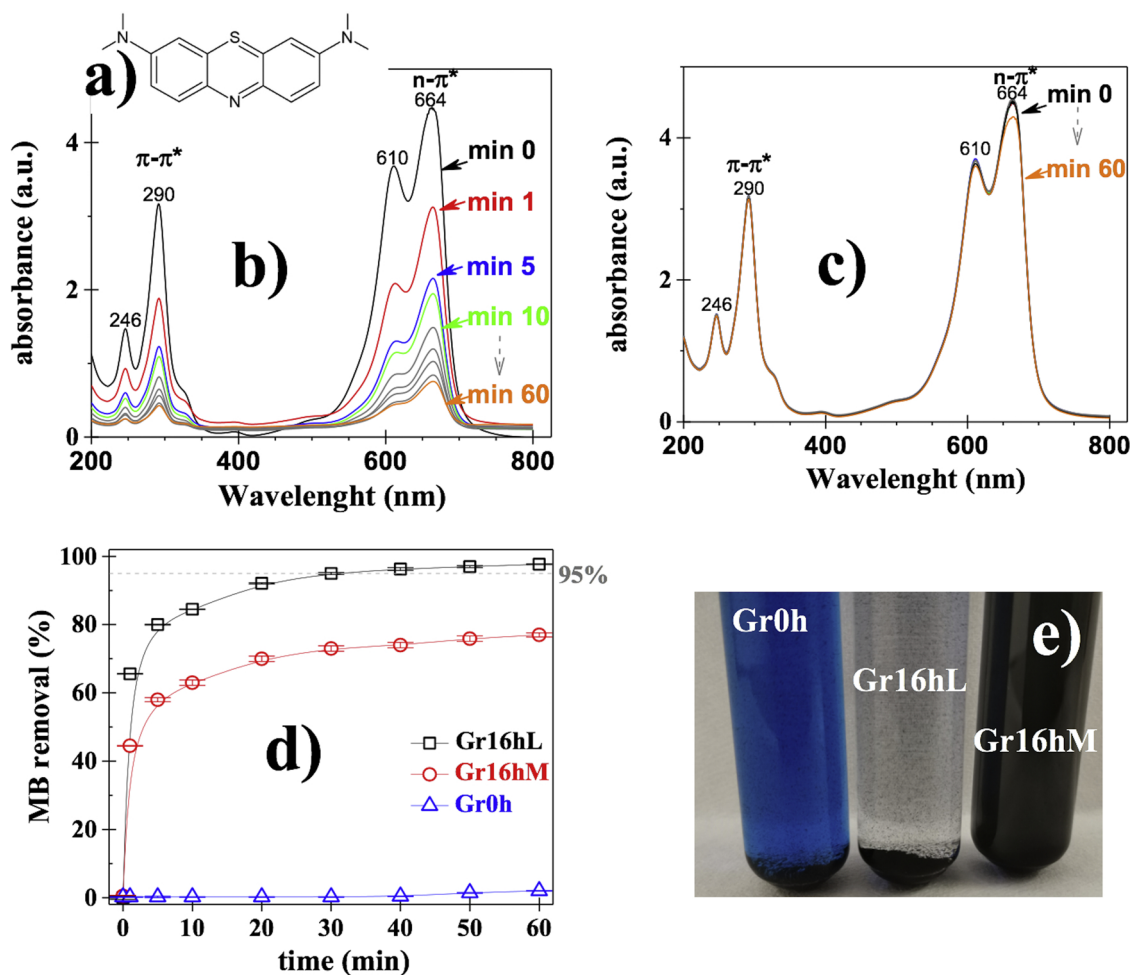 a)
N
S
N
N
b)
absorbance (a.u.)
4
2
0
π-π*
290
246
n-π*
664
610
min 0
min 1
min 5
min 10
min 60
200
400
600
800
Wavelenght (nm)
c)
absorbance (a.u.)
4
2
0
π-π*
290
246
n-π*
664
610
min 0
min 60
200
400
600
800
Wavelenght (nm)
d)
MB removal (%)
100
80
60
40
20
0
95%
Gr16hL
Gr16hM
Gr0h
0
10
20
30
40
50
60
time (min)
e)
Gr0h
Gr16hL
Gr16hM